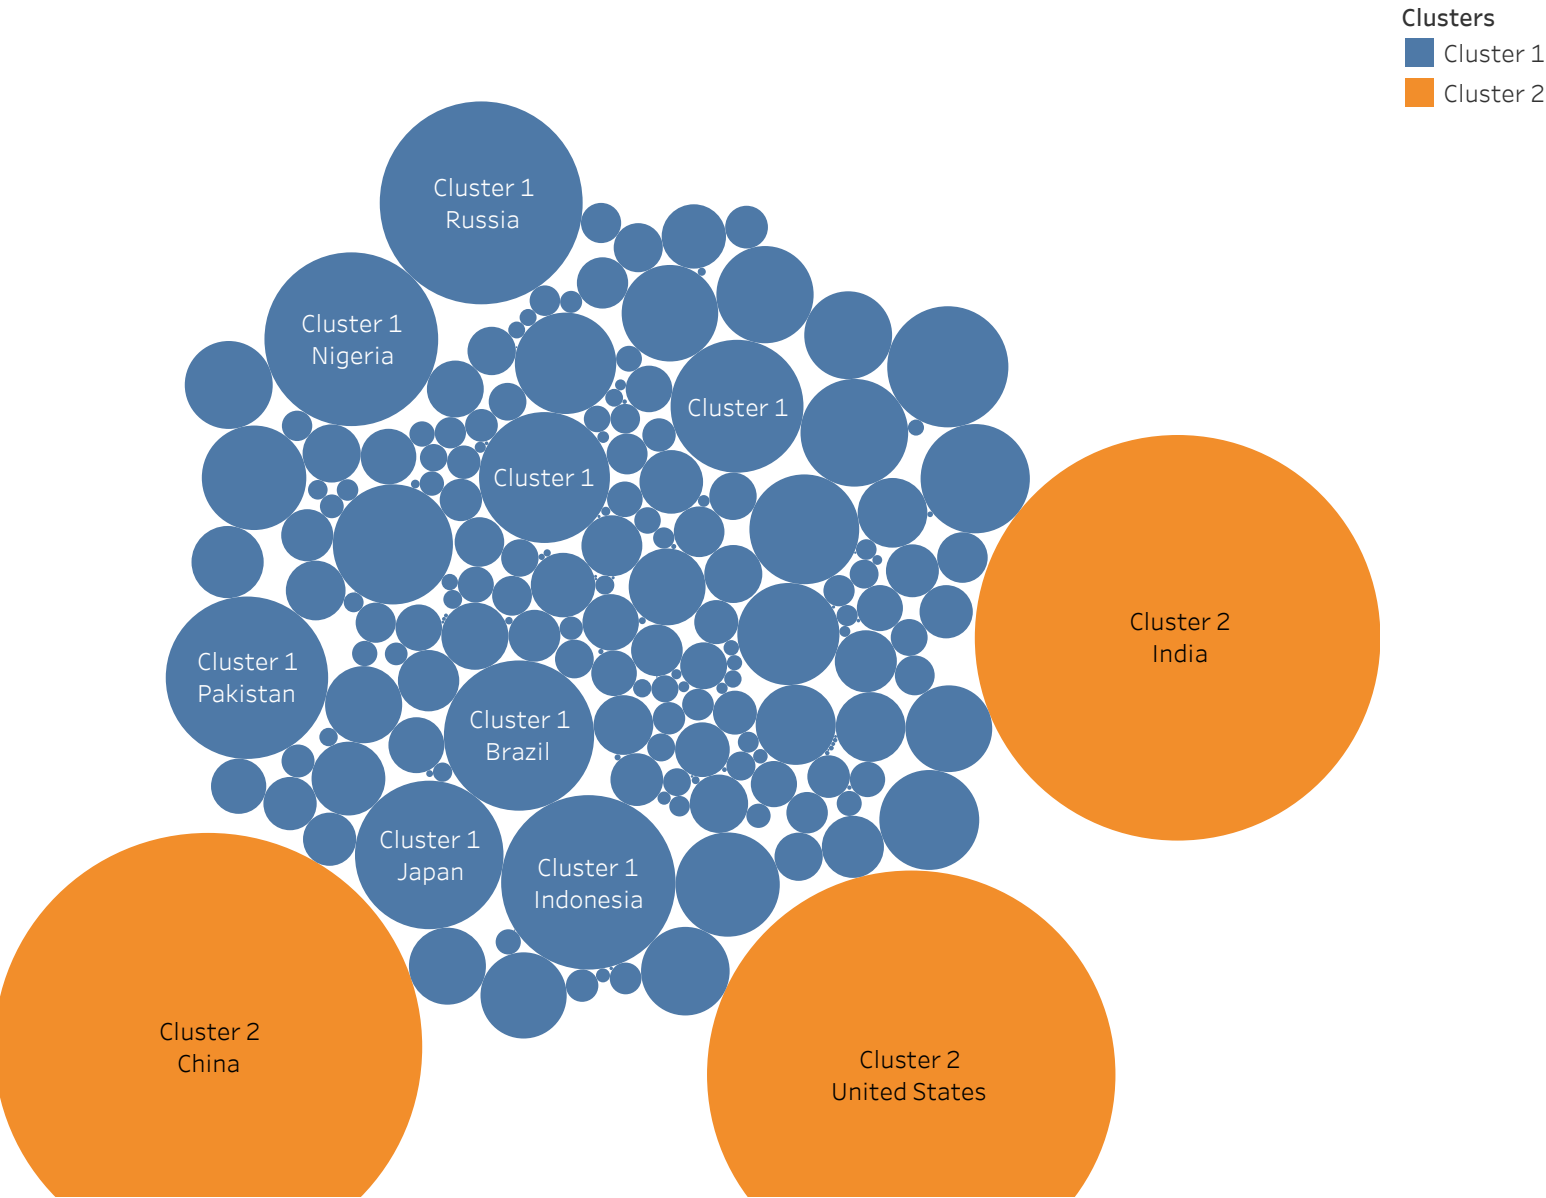 Clusters
Cluster 1
Cluster 2
Cluster 1
Russia
Cluster 1
Nigeria
Cluster 1
Cluster 1
Cluster 2
India
Cluster 1
Pakistan
Cluster 1
Brazil
Cluster 1
Japan
Cluster 1
Indonesia
Cluster 2
China
Cluster 2
United States